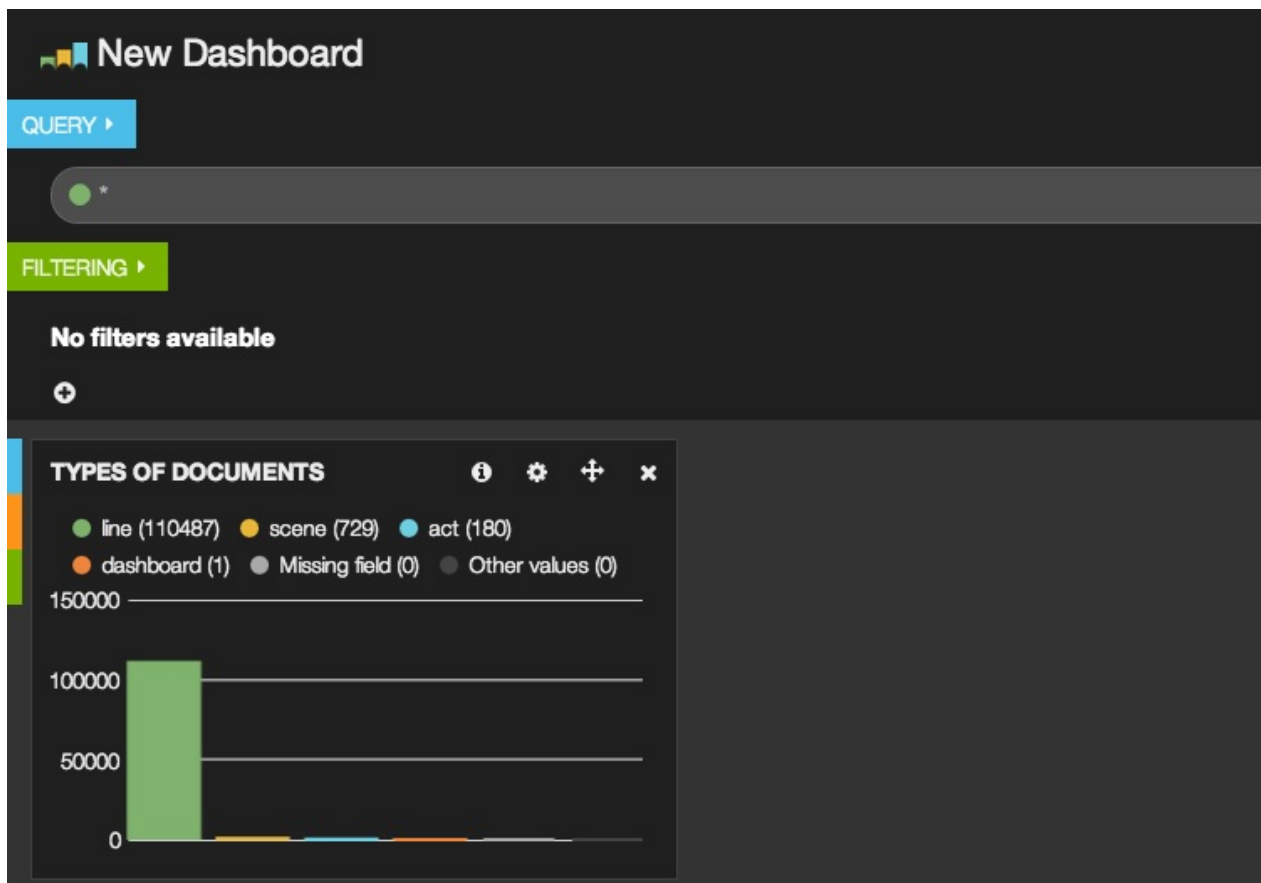 New Dashboard
QUERY
*
FILTERING
No filters available
TYPES OF DOCUMENTS
line (110487) scene (729) act (180)
dashboard (1) Missing field (0) Other values (0)
150000
100000
50000
0